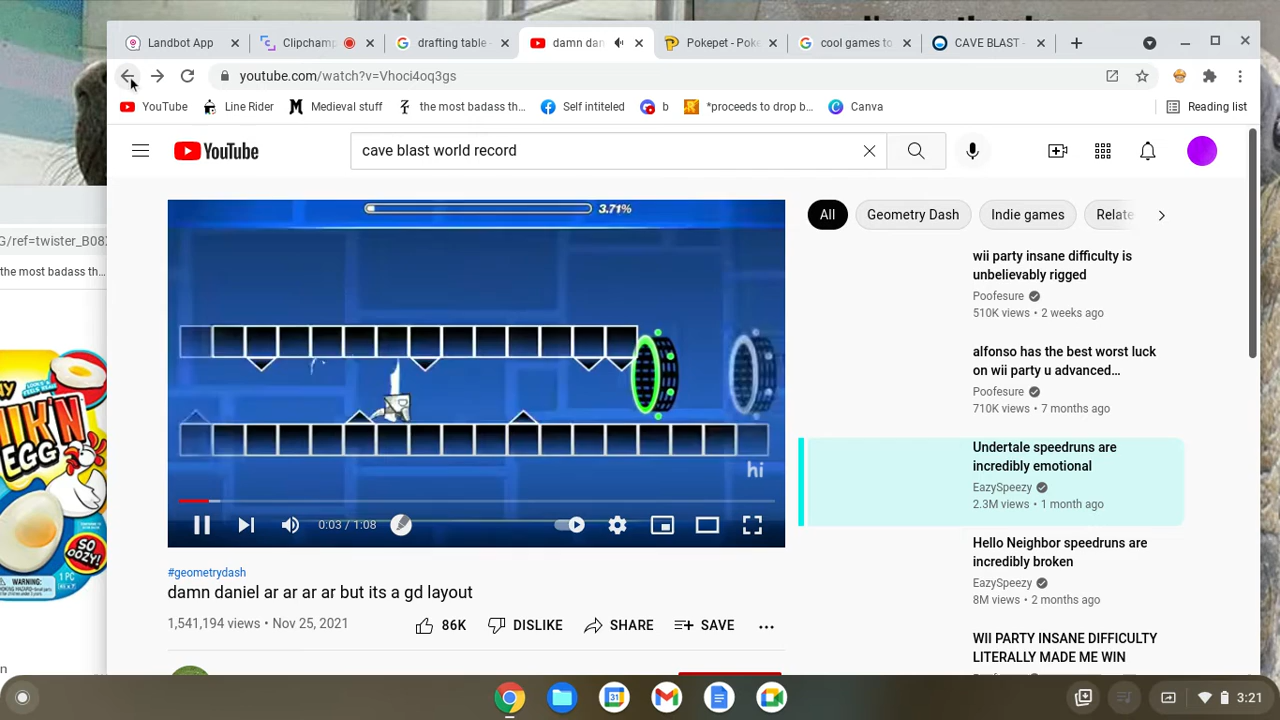 Landbot App
Clipchamp
drafting table -
damn dan
Pokepet - Poke
cool games to
CAVE BLAST -
youtube.com/watch?v=Vhoci4oq3gs
YouTube
Line Rider
Medieval stuff
the most badass th...
Self intiteled
b
*proceeds to drop b...
Canva
Reading list
YouTube
cave blast world record
All
Geometry Dash
Indie games
Relate
3.71%
hi
0:03 / 1:08
#geometrydash
damn daniel ar ar ar ar but its a gd layout
1,541,194 views • Nov 25, 2021
86K
DISLIKE
SHARE
SAVE
wii party insane difficulty is
unbelievably rigged
Poofesure
510K views • 2 weeks ago
alfonso has the best worst luck
on wii party u advanced...
Poofesure
710K views • 7 months ago
Undertale speedruns are
incredibly emotional
EazySpeezy
2.3M views • 1 month ago
Hello Neighbor speedruns are
incredibly broken
EazySpeezy
8M views • 2 months ago
WII PARTY INSANE DIFFICULTY
LITERALLY MADE ME WIN
G/ref=twister_B08
the most badass th...
EGG
SO
OOZY!
WARNING:
31
3:21